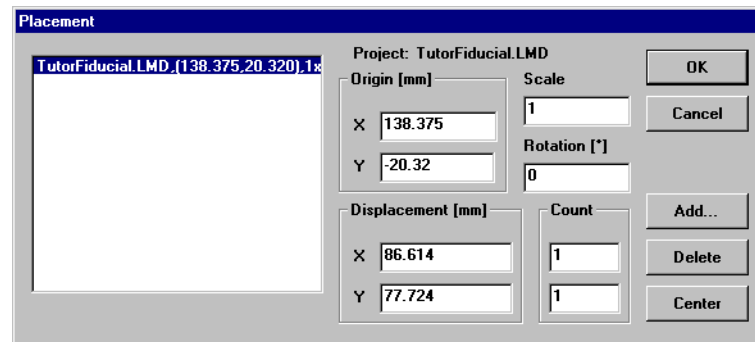 Placement
TutorFiducial.LMD,(138.375,20.320),1x
Project: TutorFiducial.LMD
Origin [mm]
X 138.375
Y -20.32
Scale
1
Rotation [°]
0
Displacement [mm]
X 86.614
Y 77.724
Count
1
1
OK
Cancel
Add...
Delete
Center